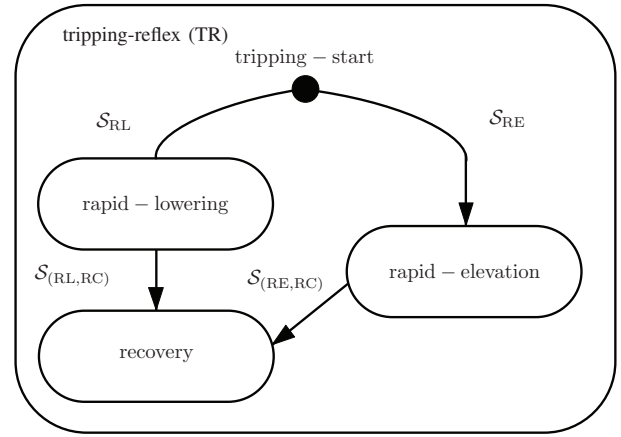 tripping-reflex (TR)
tripping – start
𝒮RL
𝒮RE
rapid – lowering
rapid – elevation
𝒮(RL,RC)
𝒮(RE,RC)
recovery